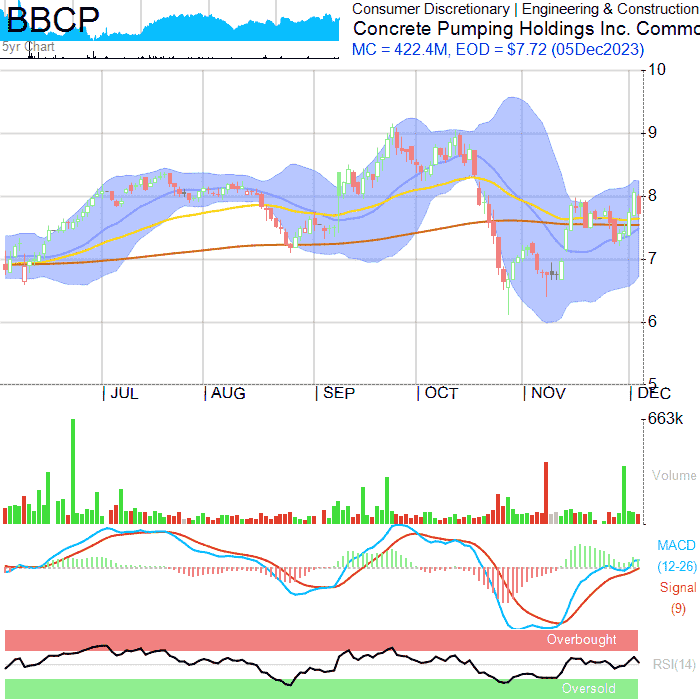 BBCP
Consumer Discretionary | Engineering & Construction
Concrete Pumping Holdings Inc. Commo
MC = 422.4M, EOD = $7.72 (05Dec2023)
5yr Chart
10
9
8
7
6
5
JUL AUG SEP OCT NOV DEC
663k
Volume
MACD
(12-26)
Signal
(9)
Overbought
RSI(14)
Oversold